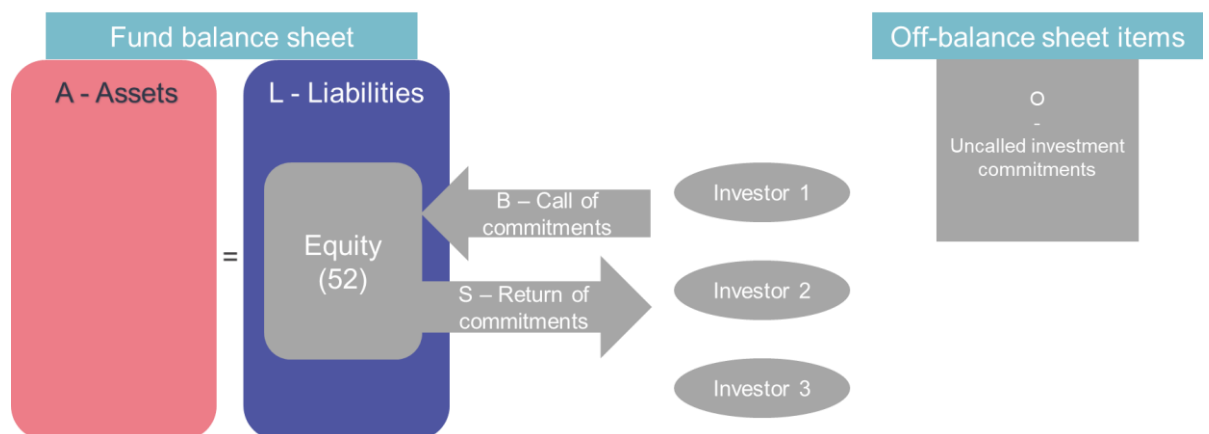 Fund balance sheet
Off-balance sheet items
A - Assets
L - Liabilities
O
-
Uncalled investment
commitments
B – Call of
commitments
Investor 1
Equity
(52)
=
S – Return of
commitments
Investor 2
Investor 3